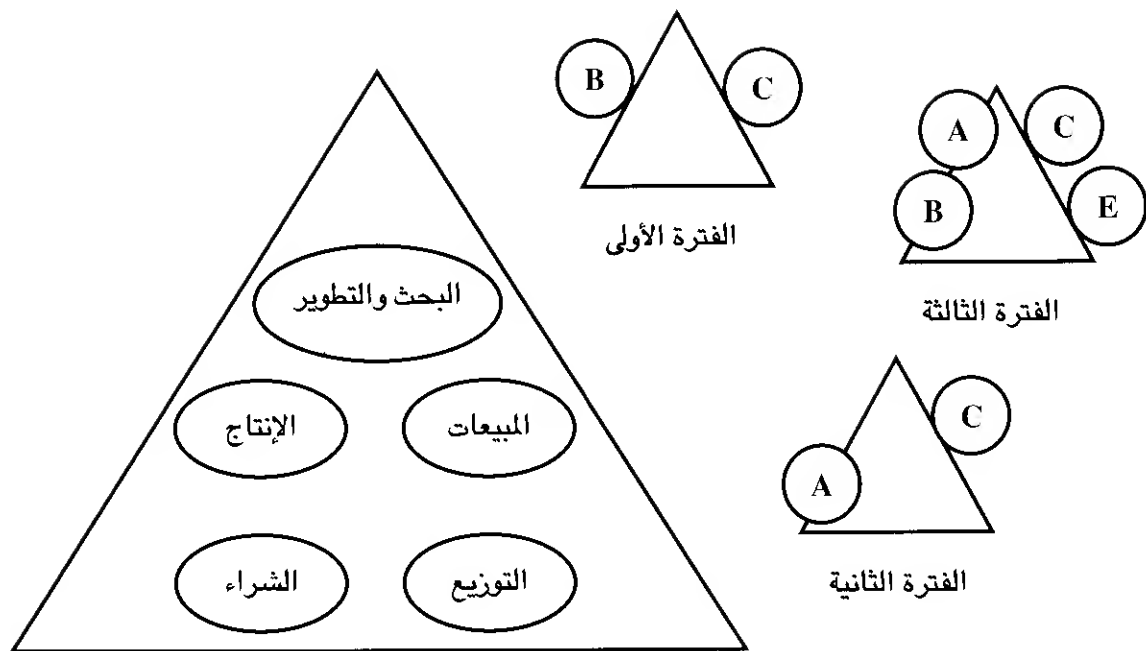 B
C
الفترة الأولى
A
C
B
E
الفترة الثالثة
البحث والتطوير
الإنتاج
المبيعات
C
A
الفترة الثانية
الشراء
التوزيع